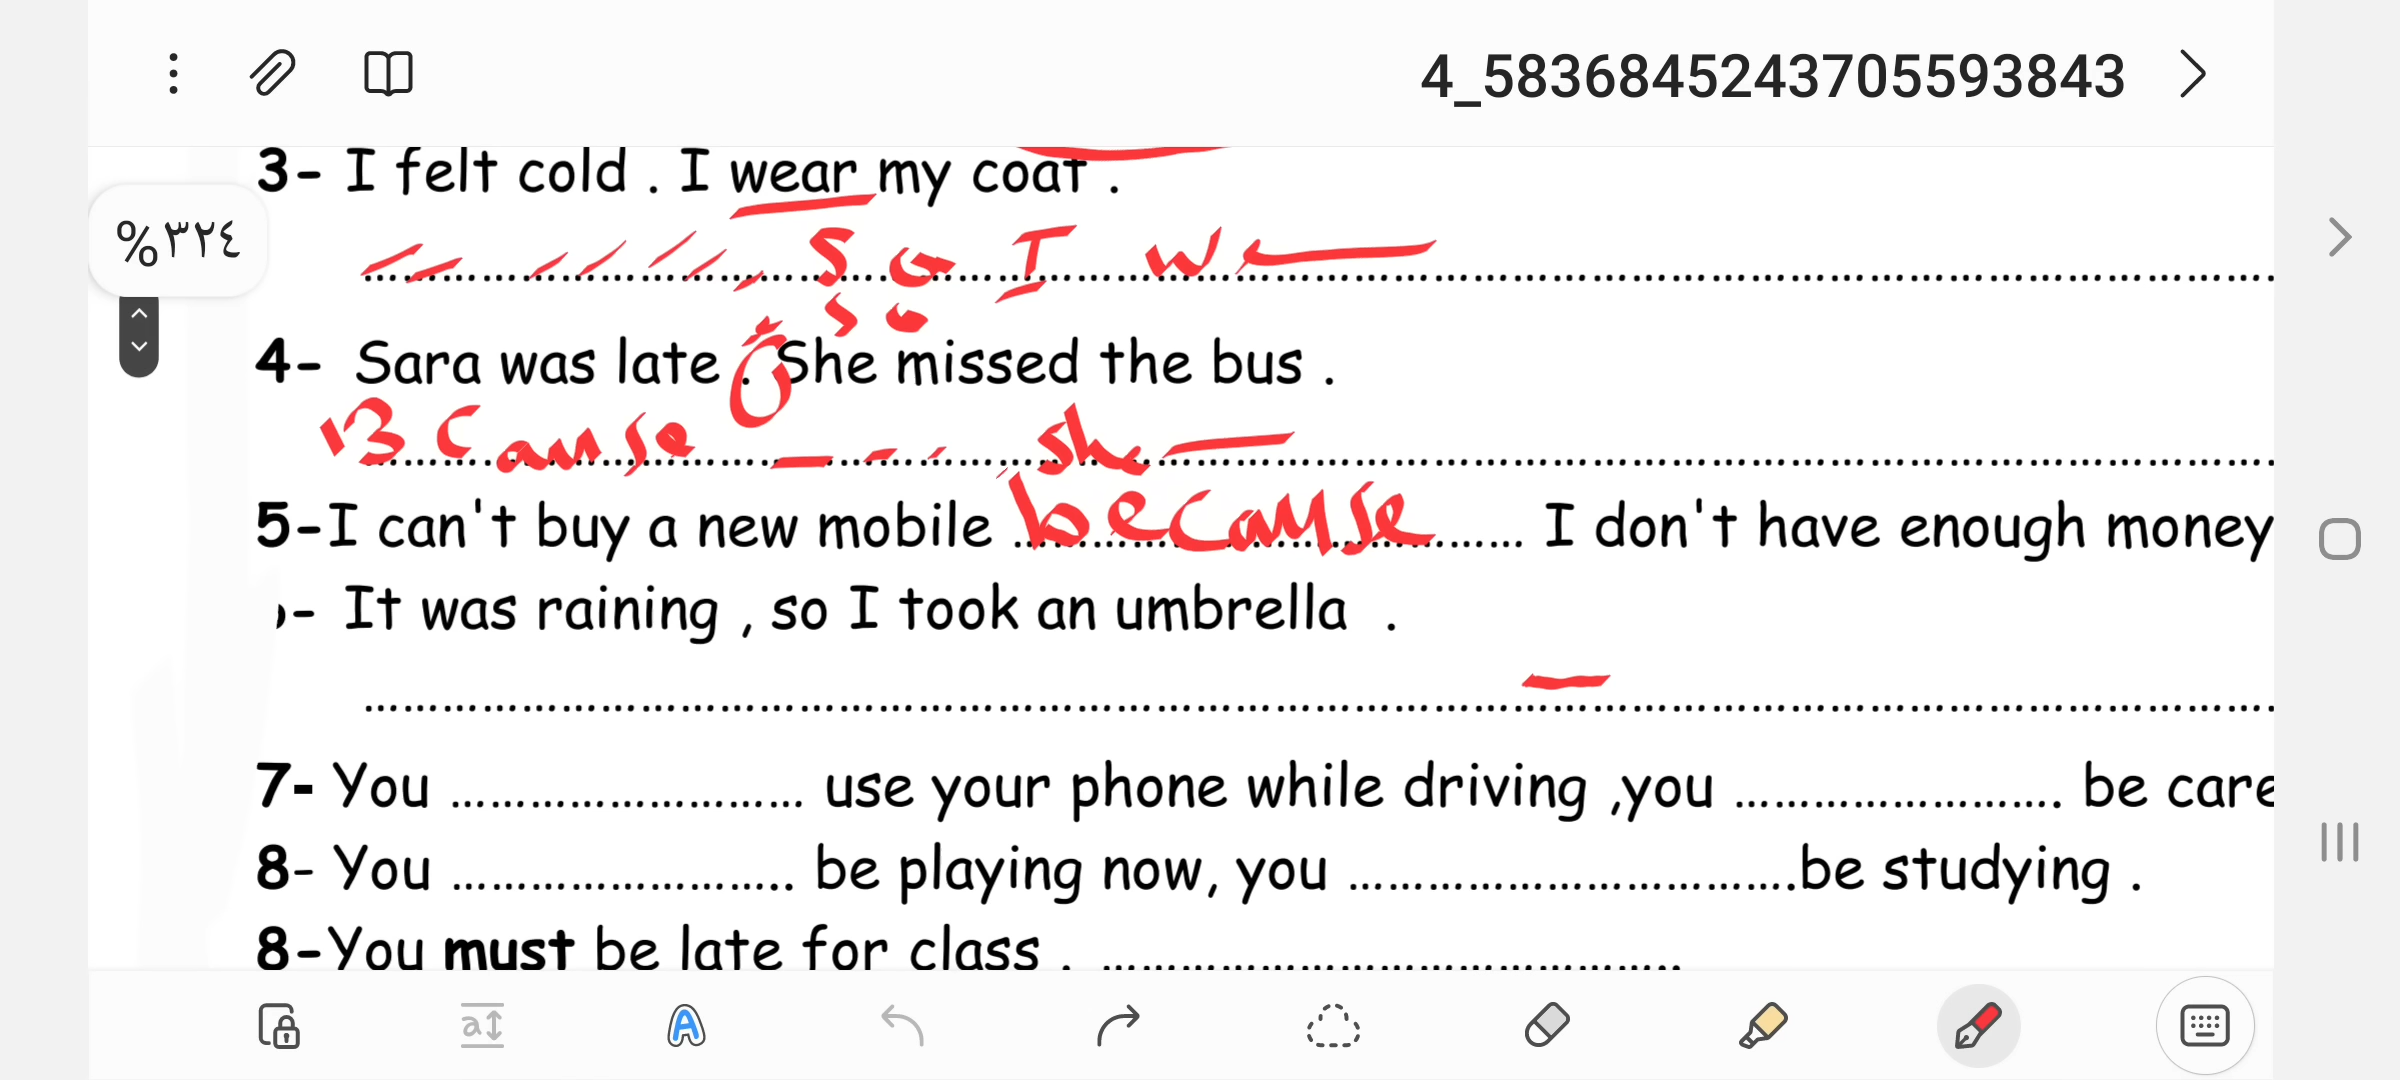 4_5836845243705593843
3- I felt cold . I wear my coat .
%٣٢٤
so I w
so
4- Sara was late . She missed the bus .
Because she
5-I can't buy a new mobile because I don't have enough money
- It was raining , so I took an umbrella .
7- You ........................ use your phone while driving ,you ...................... be care
8- You ........................ be playing now, you ..............................be studying .
8-You must be late for class . ........................................